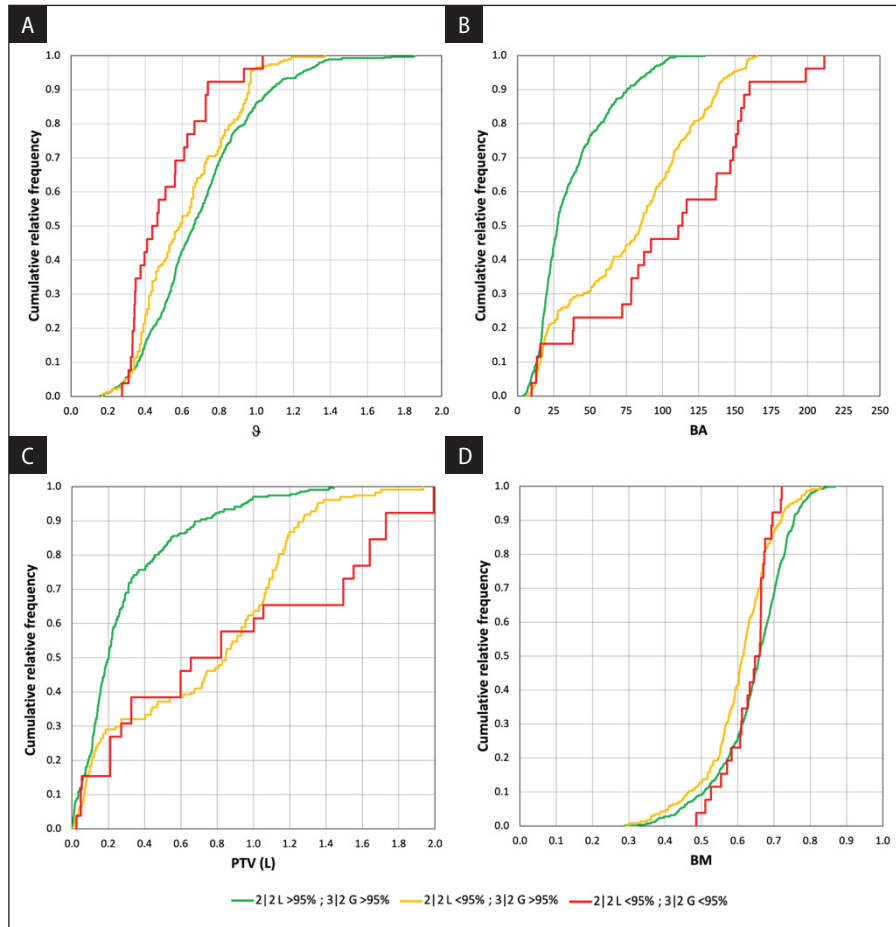 A
Cumulative relative frequency
1.0
0.9
0.8
0.7
0.6
0.5
0.4
0.3
0.2
0.1
0.0
0.0 0.2 0.4 0.6 0.8 1.0 1.2 1.4 1.6 1.8 2.0
ϑ
B
Cumulative relative frequency
1.0
0.9
0.8
0.7
0.6
0.5
0.4
0.3
0.2
0.1
0.0
0 25 50 75 100 125 150 175 200 225 250
BA
C
Cumulative relative frequency
1.0
0.9
0.8
0.7
0.6
0.5
0.4
0.3
0.2
0.1
0.0
0.0 0.2 0.4 0.6 0.8 1.0 1.2 1.4 1.6 1.8 2.0
PTV (L)
D
Cumulative relative frequency
1.0
0.9
0.8
0.7
0.6
0.5
0.4
0.3
0.2
0.1
0.0
0.0 0.1 0.2 0.3 0.4 0.5 0.6 0.7 0.8 0.9 1.0
BM
2|2 L >95% ; 3|2 G >95%
2|2 L <95% ; 3|2 G >95%
2|2 L <95% ; 3|2 G <95%